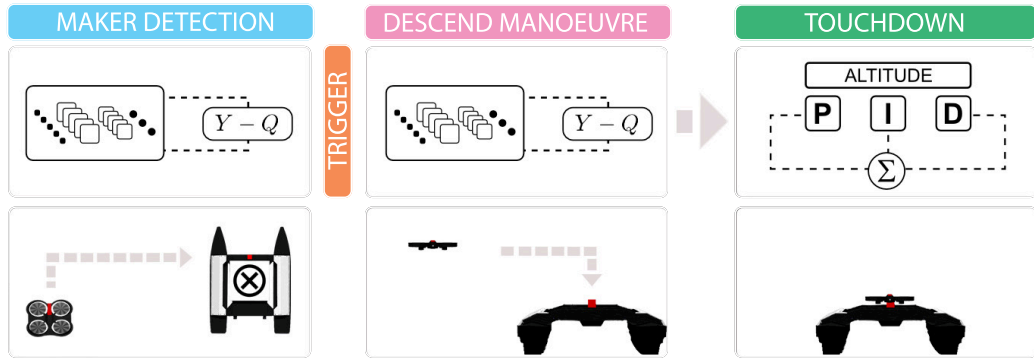 MAKER DETECTION
DESCEND MANOEUVRE
TOUCHDOWN
TRIGGER
Y − Q
Y − Q
ALTITUDE
P I D
Σ